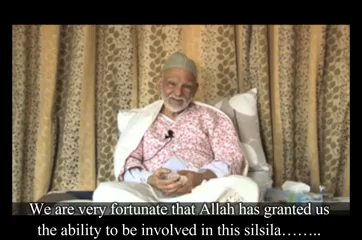 We are very fortunate that Allah has granted us
the ability to be involved in this silsila……..